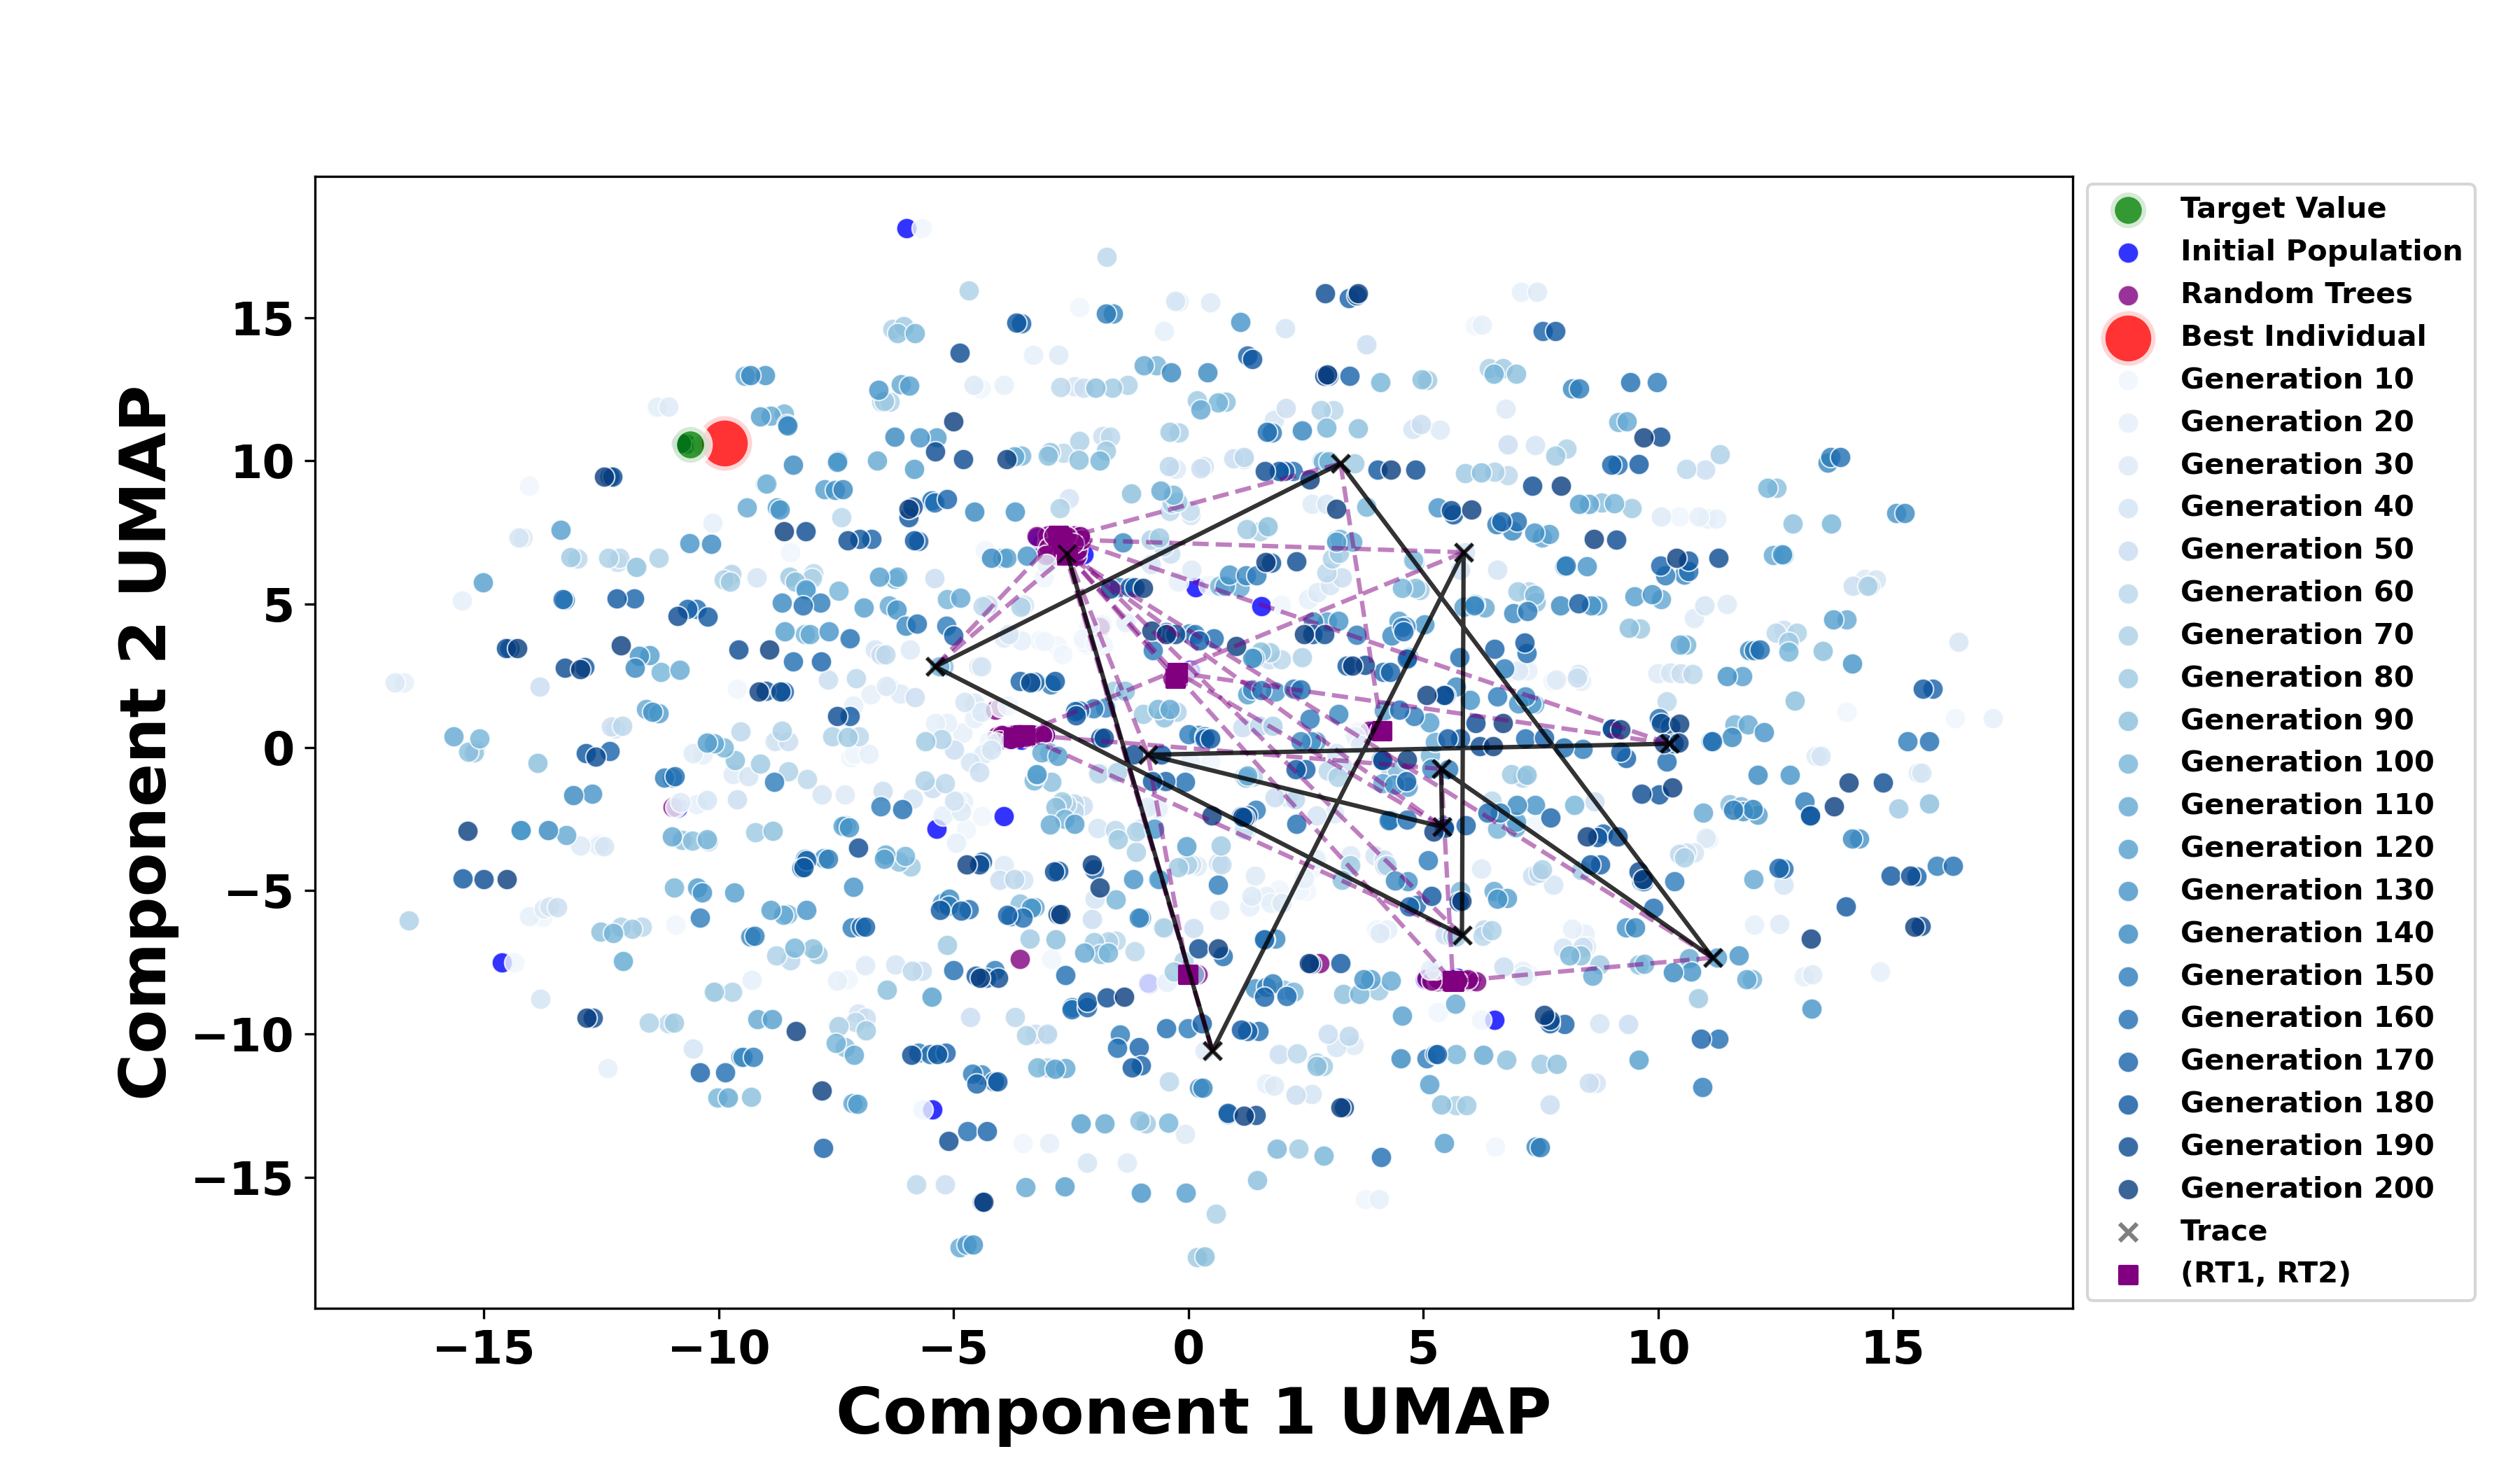 15
10
5
0
−5
−10
−15
Component 2 UMAP
−15
−10
−5
0
5
10
15
Component 1 UMAP
Target Value
Initial Population
Random Trees
Best Individual
Generation 10
Generation 20
Generation 30
Generation 40
Generation 50
Generation 60
Generation 70
Generation 80
Generation 90
Generation 100
Generation 110
Generation 120
Generation 130
Generation 140
Generation 150
Generation 160
Generation 170
Generation 180
Generation 190
Generation 200
Trace
(RT1, RT2)